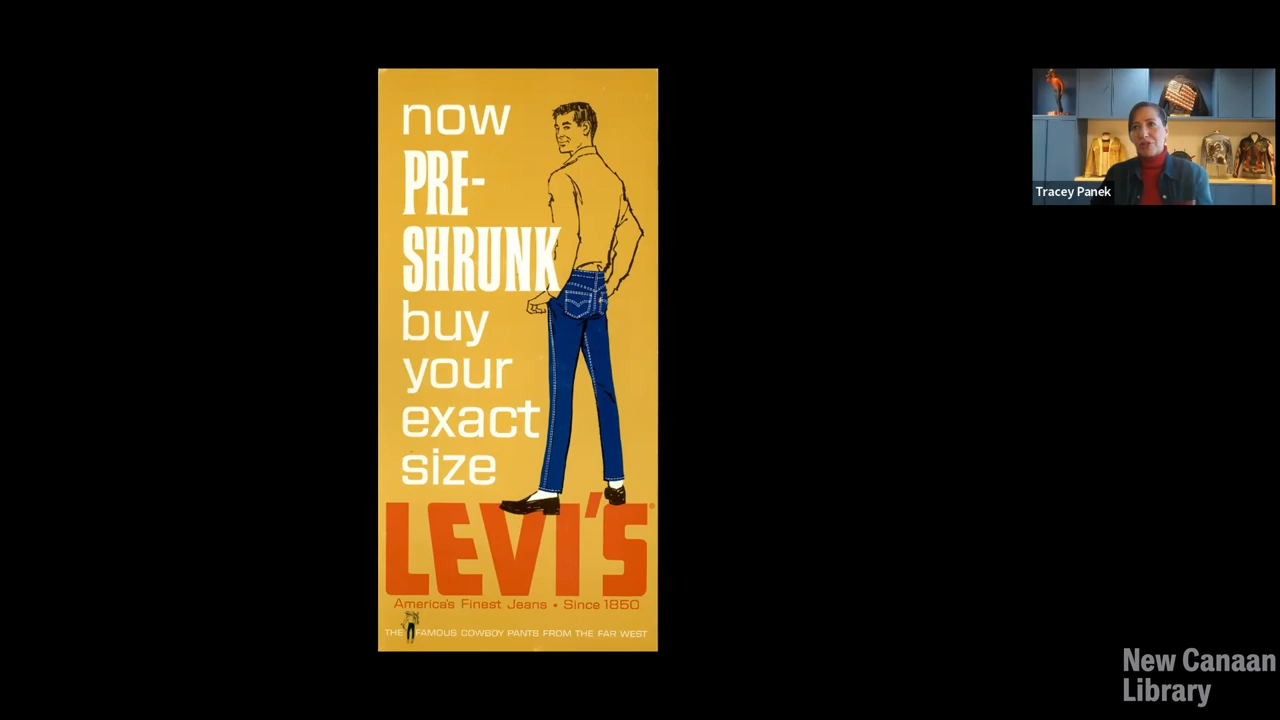 now
PRE-
SHRUNK
buy
your
exact
size
LEVI'S®
America's Finest Jeans • Since 1850
THE FAMOUS COWBOY PANTS FROM THE FAR WEST
Tracey Panek
New Canaan
Library